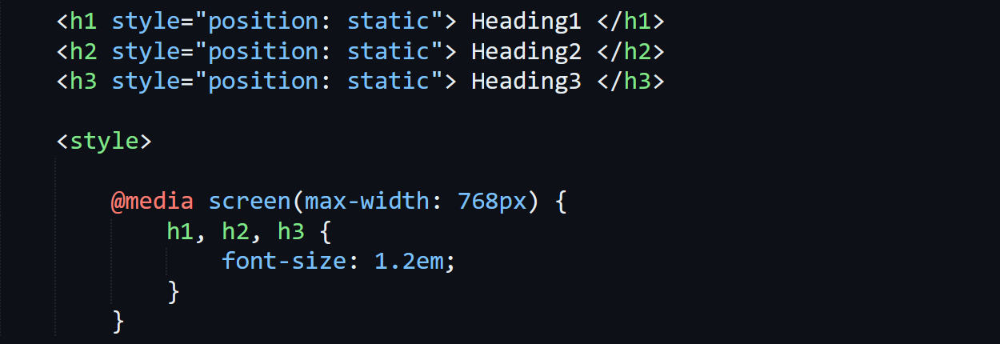 <h1 style="position: static"> Heading1 </h1>
<h2 style="position: static"> Heading2 </h2>
<h3 style="position: static"> Heading3 </h3>
<style>
@media screen(max-width: 768px) {
h1, h2, h3 {
font-size: 1.2em;
}
}